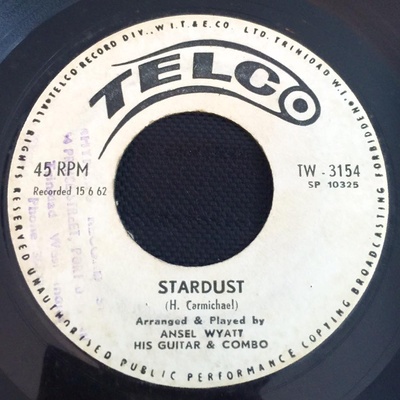 TELCO RECORD DIV., W.I.T. & E. CO. LTD. TRINIDAD W.I.
TELCO
45 RPM
Recorded 15 6 62
TW - 3154
SP 10325
STARDUST
(H. Carmichael)
Arranged & Played by
ANSEL WYATT
HIS GUITAR & COMBO
ALL RIGHTS RESERVED UNAUTHORISED PUBLIC PERFORMANCE COPYING BROADCASTING FORBIDDEN